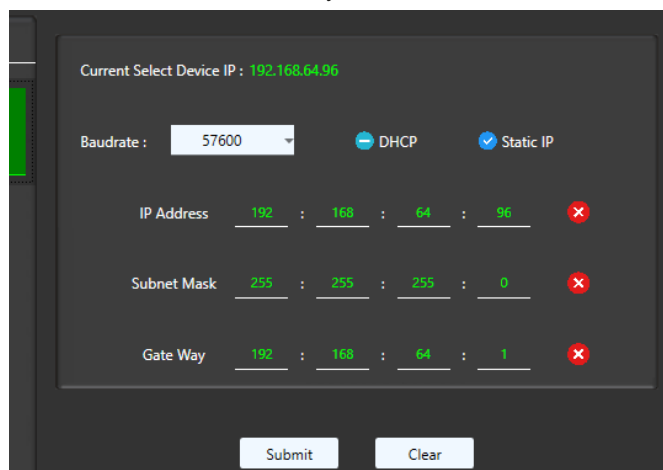 Current Select Device IP : 192.168.64.96
Baudrate : 57600 DHCP Static IP
IP Address 192 : 168 : 64 : 96
Subnet Mask 255 : 255 : 255 : 0
Gate Way 192 : 168 : 64 : 1
Submit Clear